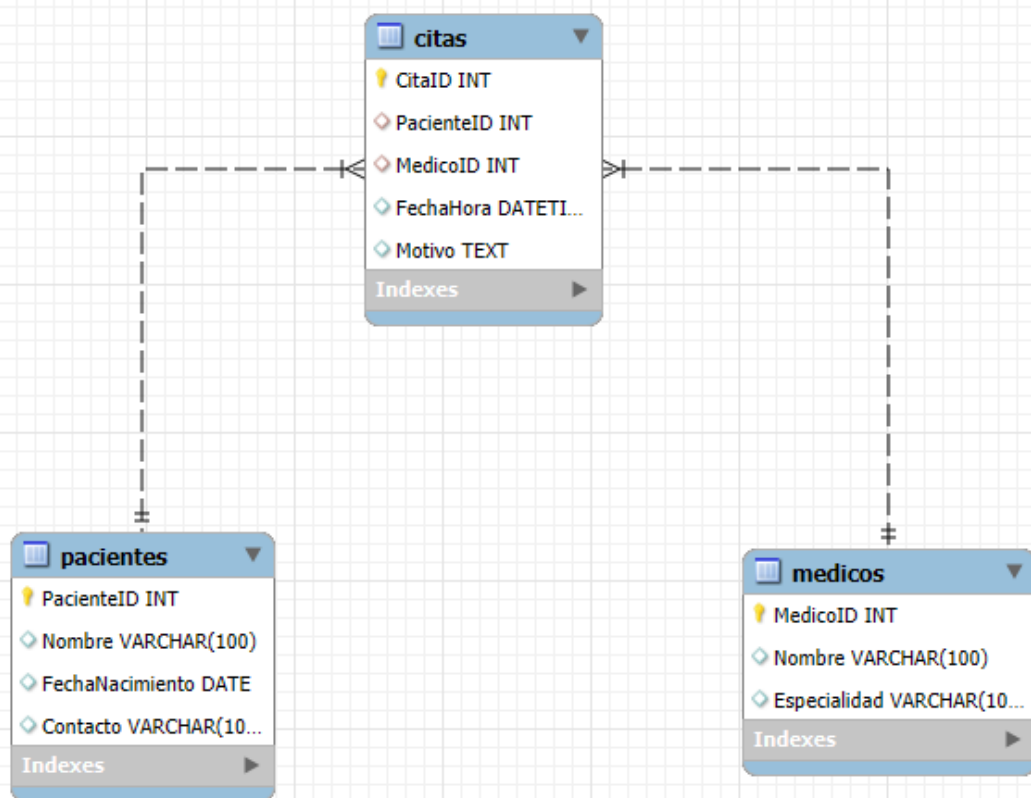 citas
CitaID INT
PacienteID INT
MedicoID INT
FechaHora DATETI...
Motivo TEXT
Indexes
pacientes
PacienteID INT
Nombre VARCHAR(100)
FechaNacimiento DATE
Contacto VARCHAR(10...
Indexes
medicos
MedicoID INT
Nombre VARCHAR(100)
Especialidad VARCHAR(10...
Indexes